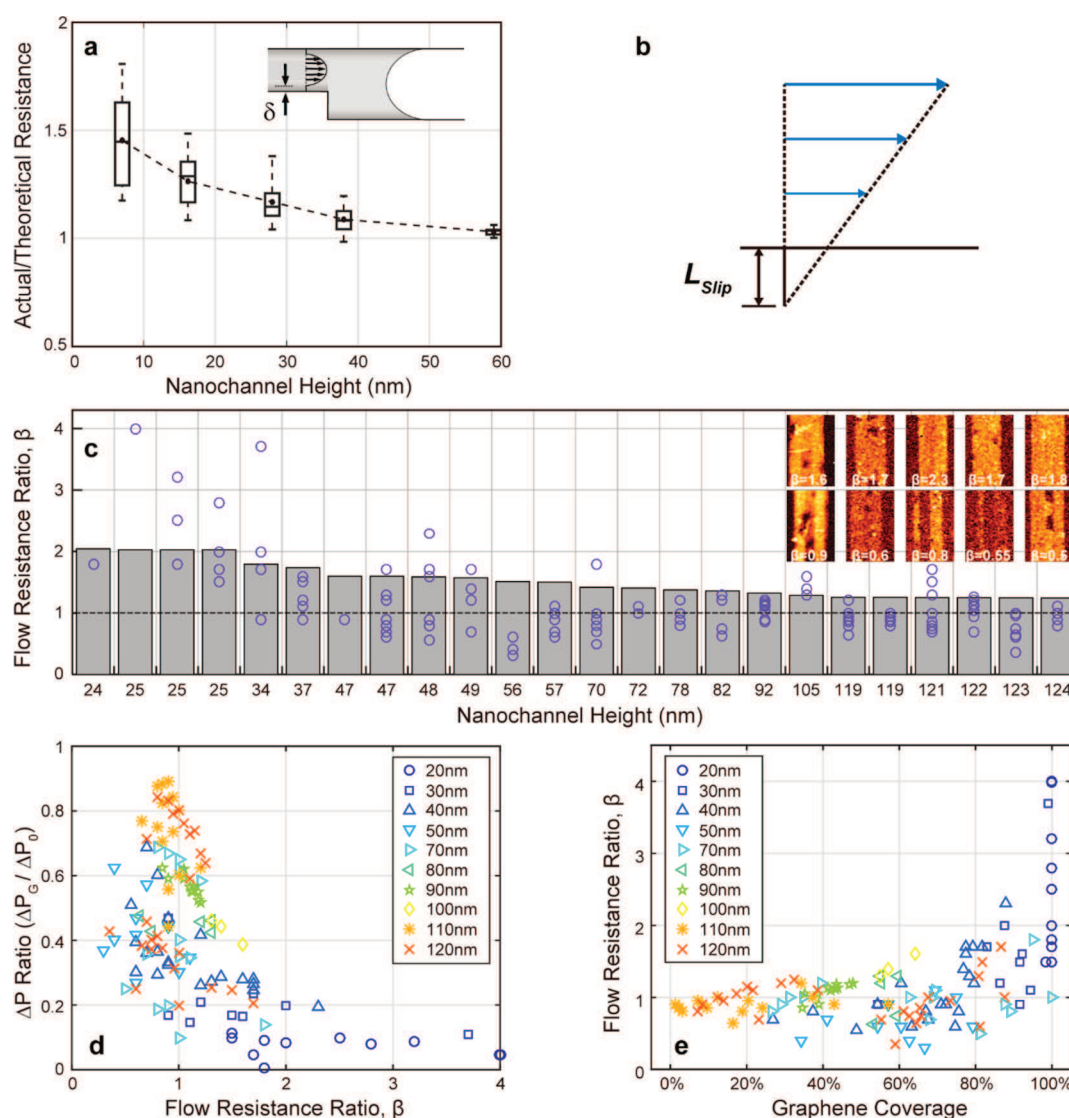 a
Actual/Theoretical Resistance
2
1.5
1
0.5
0 10 20 30 40 50 60
Nanochannel Height (nm)
δ
b
L_Slip
c
Flow Resistance Ratio, β
4
3
2
1
0
β=1.6 β=1.7 β=2.3 β=1.7 β=1.8
β=0.9 β=0.6 β=0.8 β=0.55
24 25 25 25 34 37 47 47 48 49 56 57 70 72 78 82 92 105 119 119 121 122 123 124
Nanochannel Height (nm)
ΔP Ratio (ΔP_G / ΔP_0)
1
0.8
0.6
0.4
0.2
0
0 1 2 3 4
Flow Resistance Ratio, β
d
20nm
30nm
40nm
50nm
70nm
80nm
90nm
100nm
110nm
120nm
Flow Resistance Ratio, β
4
3
2
1
0
0% 20% 40% 60% 80% 100%
Graphene Coverage
e
20nm
30nm
40nm
50nm
70nm
80nm
90nm
100nm
110nm
120nm